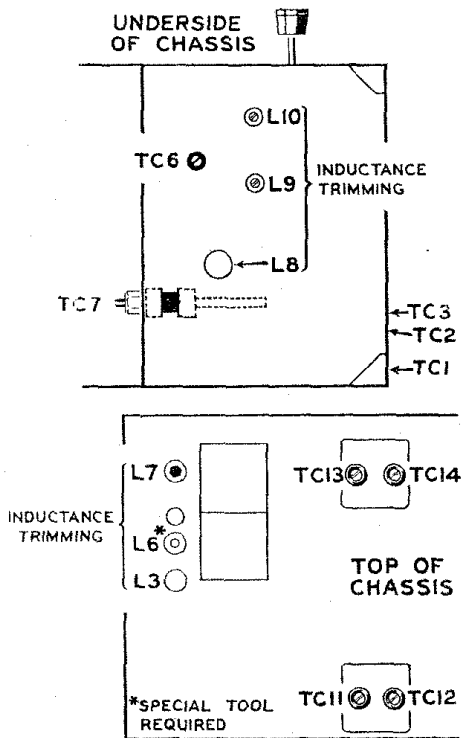 UNDERSIDE
OF CHASSIS
L10
TC6
INDUCTANCE
TRIMMING
L9
L8
TC7
TC3
TC2
TC1
L7
TC13 TC14
INDUCTANCE
TRIMMING
L6*
L3
TOP OF
CHASSIS
*SPECIAL TOOL
REQUIRED
TC11 TC12